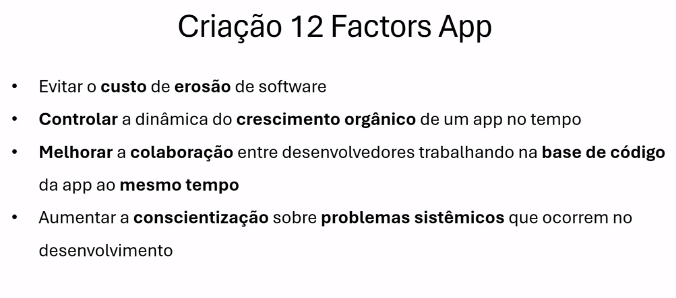 Criação 12 Factors App
• Evitar o custo de erosão de software
• Controlar a dinâmica do crescimento orgânico de um app no tempo
• Melhorar a colaboração entre desenvolvedores trabalhando na base de código
da app ao mesmo tempo
• Aumentar a conscientização sobre problemas sistêmicos que ocorrem no
desenvolvimento